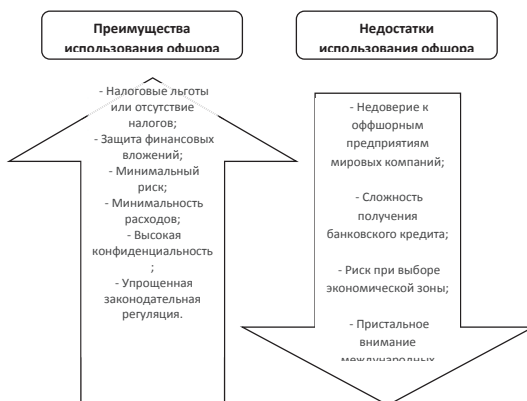 Преимущества
использования офшора
- Налоговые льготы
или отсутствие
налогов;
- Защита финансовых
вложений;
- Минимальный
риск;
- Минимальность
расходов;
- Высокая
конфиденциальность
;
- Упрощенная
законодательная
регуляция.
Недостатки
использования офшора
- Недоверие к
оффшорным
предприятиям
мировых компаний;
- Сложность
получения
банковского кредита;
- Риск при выборе
экономической зоны;
- Пристальное
внимание
международных